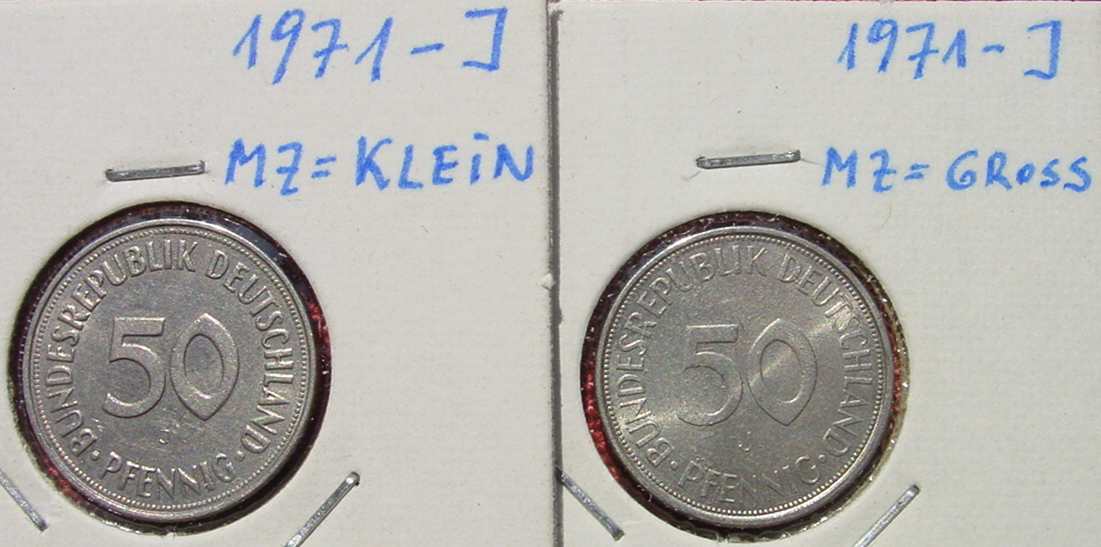 1971-J
MZ=KLEiN
BUNDESREPUBLIK DEUTSCHLAND
50
J
· PFENNIG ·
1971-J
MZ=GROSS
BUNDESREPUBLIK DEUTSCHLAND
50
J
· PFENNIG ·